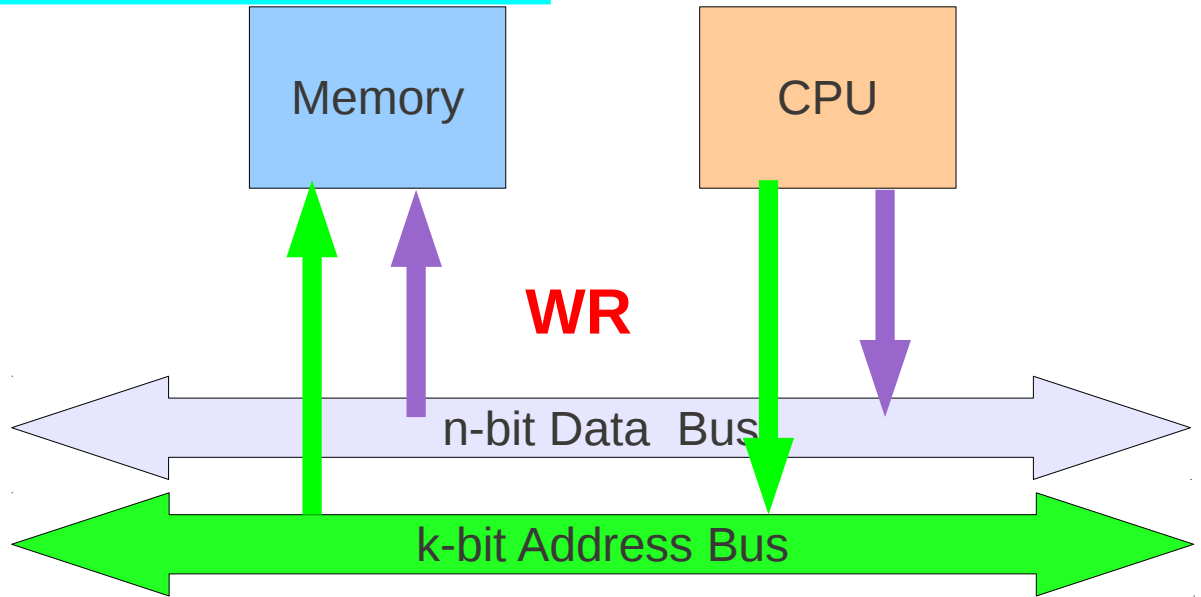 Memory
CPU
WR
n-bit Data  Bus
k-bit Address Bus